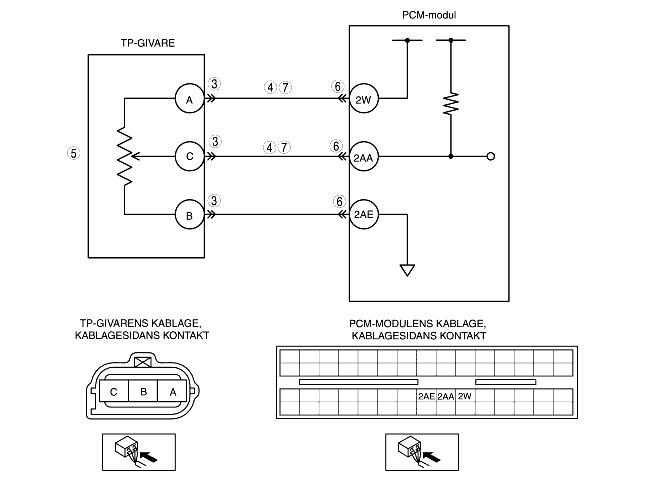 PCM-modul
TP-GIVARE
A 3 4 7 6 2W
5 C 3 4 7 6 2AA
B 3 6 2AE
TP-GIVARENS KABLAGE,
KABLAGESIDANS KONTAKT
PCM-MODULENS KABLAGE,
KABLAGESIDANS KONTAKT
C B A
2AE 2AA 2W